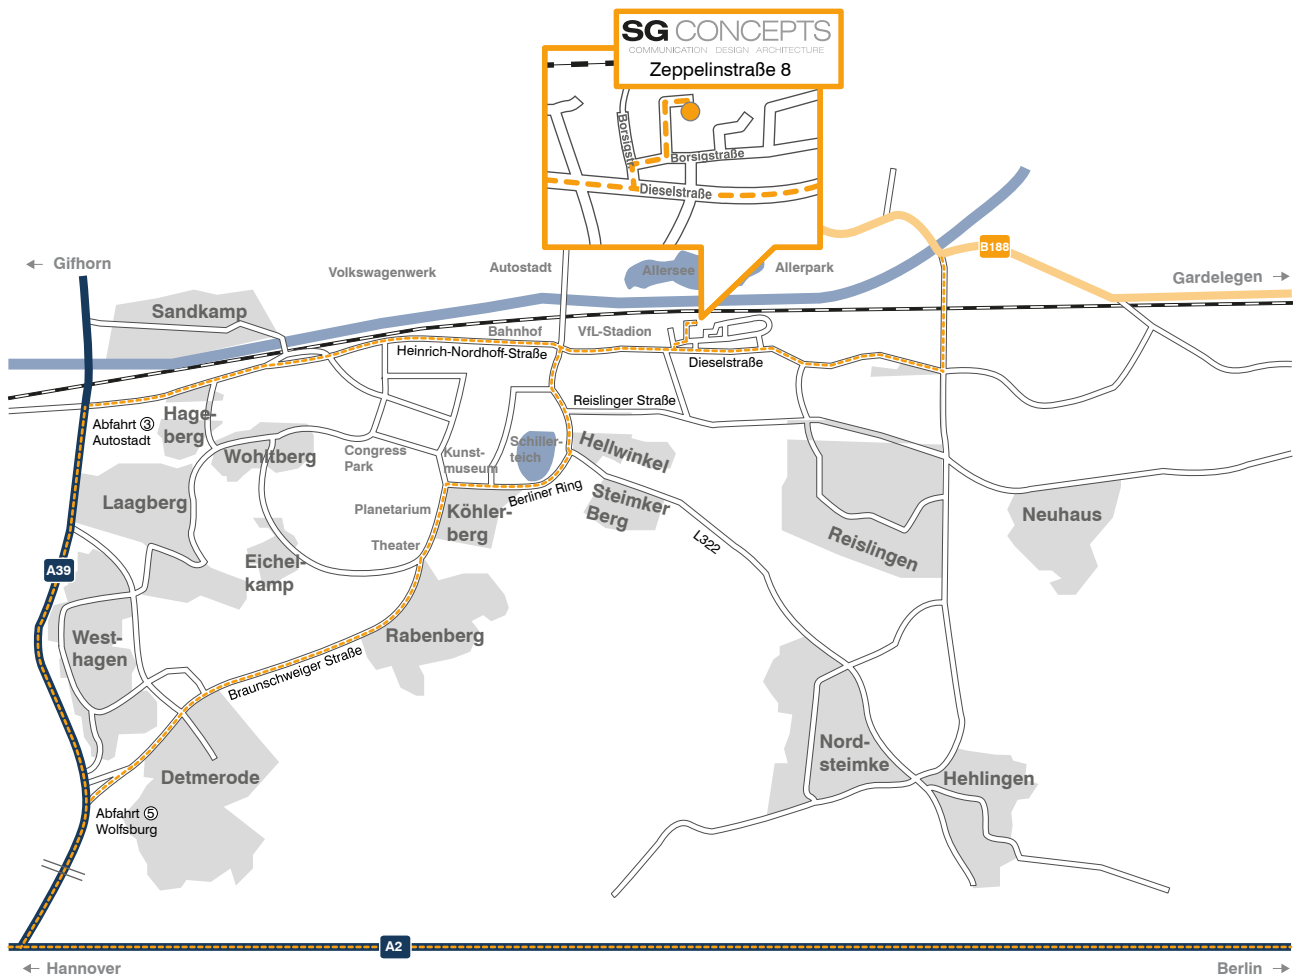 SG CONCEPTS
COMMUNICATION DESIGN ARCHITECTURE
Zeppelinstraße 8
Borsigstr.
Borsigstraße
Dieselstraße
B188
Gifhorn
Volkswagenwerk
Autostadt
Allersee
Allerpark
Gardelegen
Sandkamp
Bahnhof
VfL-Stadion
Heinrich-Nordhoff-Straße
Dieselstraße
Reislinger Straße
Abfahrt ③
Autostadt
Hage-
berg
Wohltberg
Congress
Park
Kunst-
museum
Schiller-
teich
Hellwinkel
Laagberg
Planetarium
Köhler-
berg
Berliner Ring
Steimker
Berg
L322
Neuhaus
Reislingen
Theater
Eichel-
kamp
A39
West-
hagen
Rabenberg
Braunschweiger Straße
Nord-
steimke
Hehlingen
Detmerode
Abfahrt ⑤
Wolfsburg
A2
Hannover
Berlin